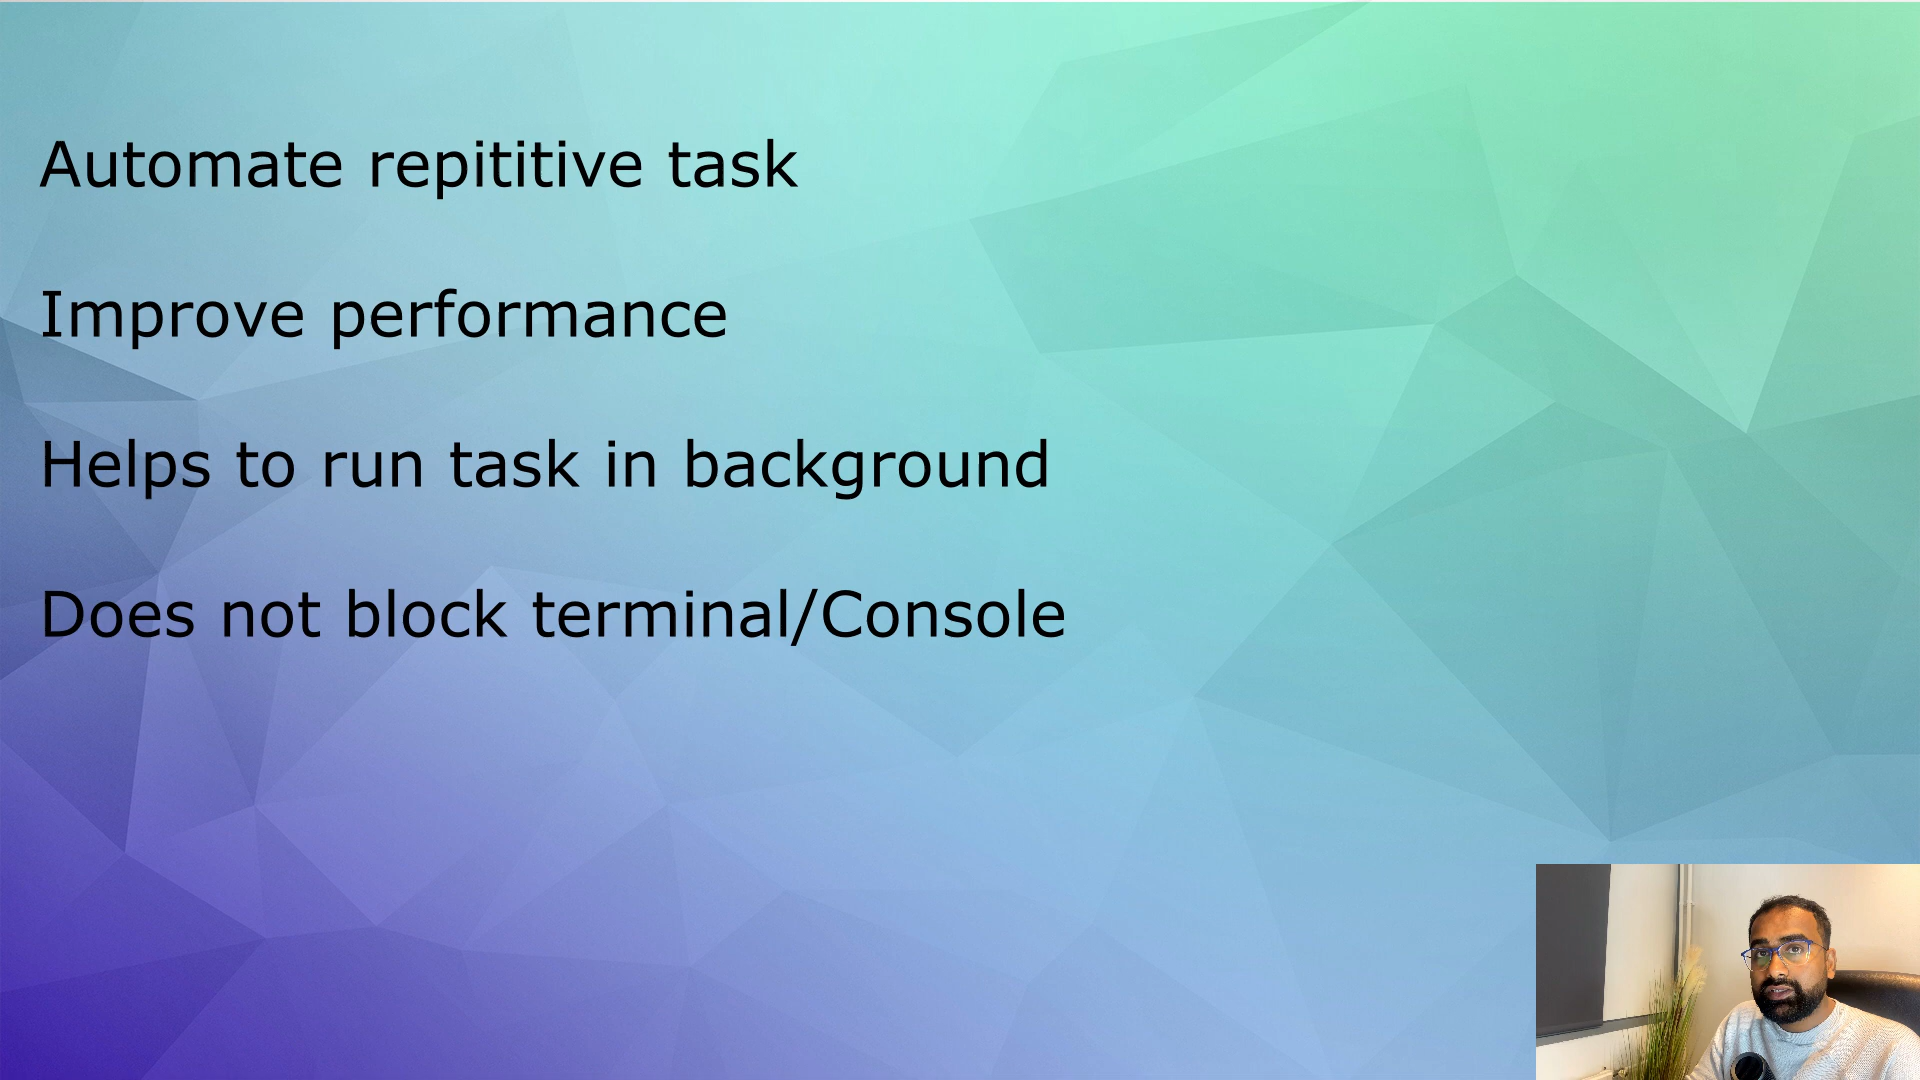 Automate repititive task
Improve performance
Helps to run task in background
Does not block terminal/Console